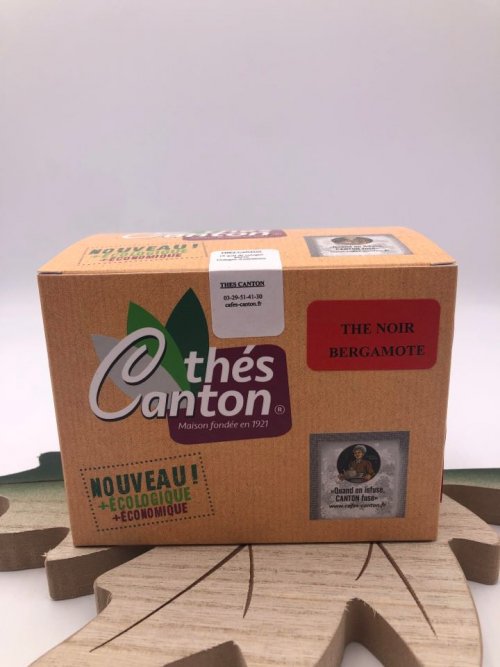 NOUVEAU!
+ÉCOLOGIQUE
+ÉCONOMIQUE
THES CANTON
03-29-51-41-30
cafes-canton.fr
THE NOIR
BERGAMOTE
thés
Canton®
Maison fondée en 1921
NOUVEAU!
+ÉCOLOGIQUE
+ÉCONOMIQUE
«Quand on infuse,
CANTON fuse»
www.cafes-canton.fr